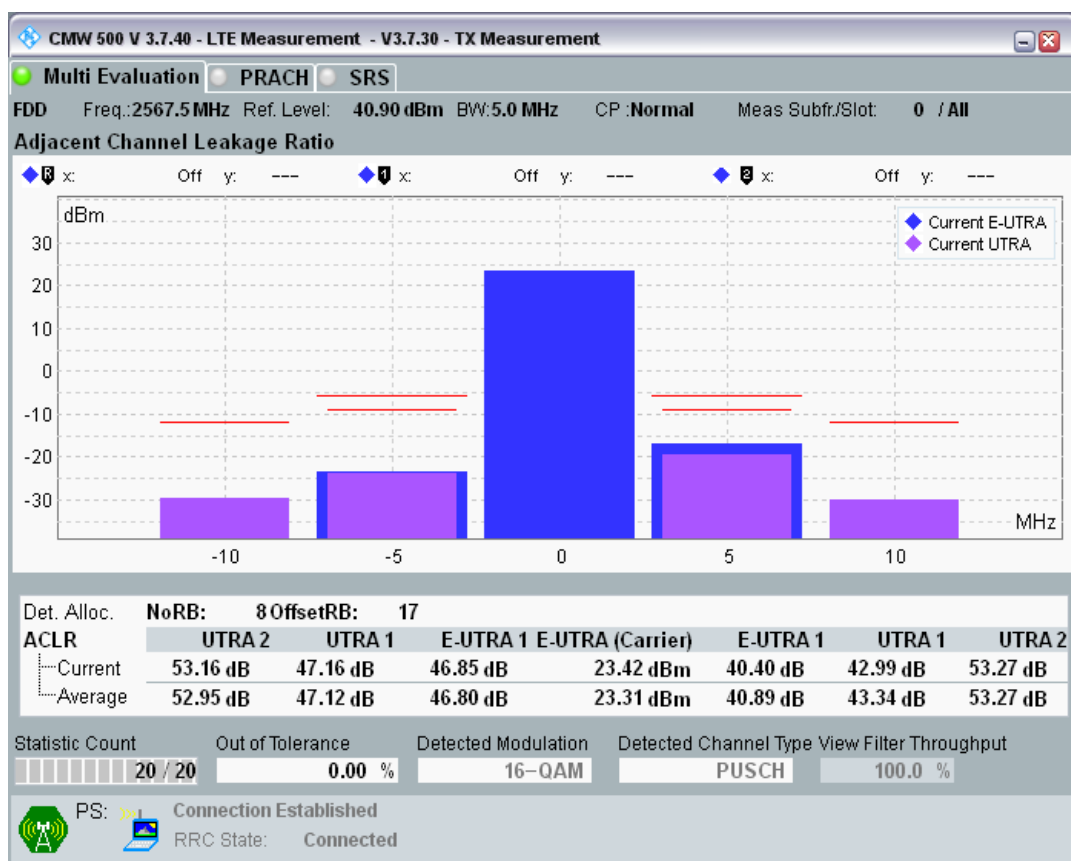 CMW 500 V 3.7.40 - LTE Measurement - V3.7.30 - TX Measurement
Multi Evaluation PRACH SRS
FDD Freq.:2567.5 MHz Ref. Level: 40.90 dBm BW:5.0 MHz CP :Normal Meas Subfr./Slot: 0 / All
Adjacent Channel Leakage Ratio
R x: Off y: --- 1 x: Off y: --- 2 x: Off y: ---
dBm
Current E-UTRA
Current UTRA
30
20
10
0
-10
-20
-30
MHz
-10 -5 0 5 10
Det. Alloc. NoRB: 8 OffsetRB: 17
ACLR UTRA 2 UTRA 1 E-UTRA 1 E-UTRA (Carrier) E-UTRA 1 UTRA 1 UTRA 2
Current 53.16 dB 47.16 dB 46.85 dB 23.42 dBm 40.40 dB 42.99 dB 53.27 dB
Average 52.95 dB 47.12 dB 46.80 dB 23.31 dBm 40.89 dB 43.34 dB 53.27 dB
Statistic Count Out of Tolerance Detected Modulation Detected Channel Type View Filter Throughput
20 / 20 0.00 % 16-QAM PUSCH 100.0 %
PS: Connection Established
RRC State: Connected